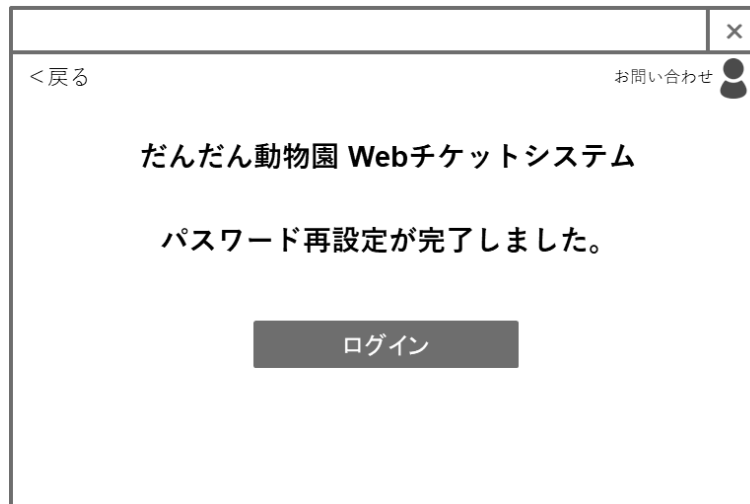 <戻る
お問い合わせ
だんだん動物園 Webチケットシステム
パスワード再設定が完了しました。
ログイン